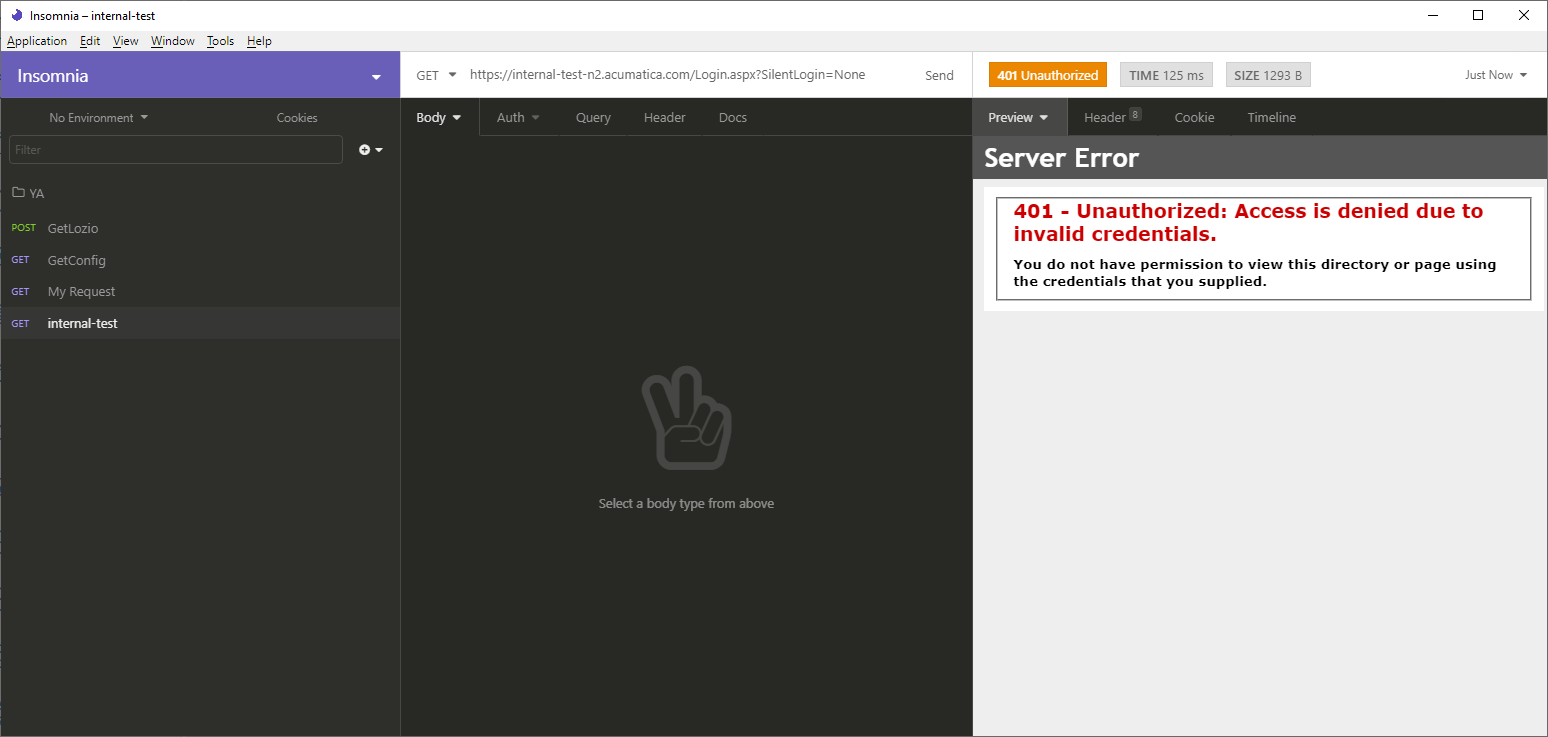 Insomnia – internal-test
Application Edit View Window Tools Help
Insomnia
GET https://internal-test-n2.acumatica.com/Login.aspx?SilentLogin=None Send
401 Unauthorized TIME 125 ms SIZE 1293 B Just Now
No Environment Cookies
Body Auth Query Header Docs
Preview Header 8 Cookie Timeline
Filter
Server Error
YA
401 - Unauthorized: Access is denied due to
invalid credentials.
POST GetLozio
GET GetConfig
You do not have permission to view this directory or page using
the credentials that you supplied.
GET My Request
GET internal-test
Select a body type from above